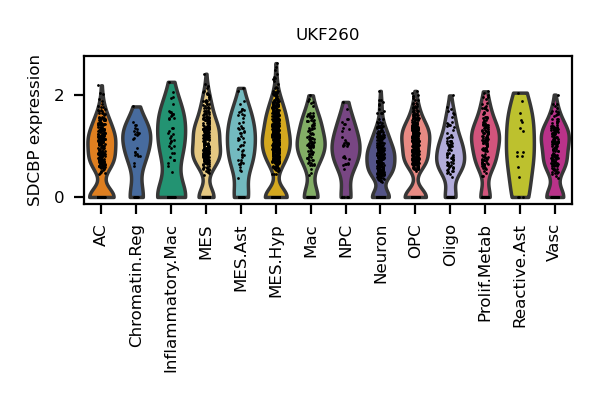 UKF260
SDCBP expression
2
0
AC
Chromatin.Reg
Inflammatory.Mac
MES
MES.Ast
MES.Hyp
Mac
NPC
Neuron
OPC
Oligo
Prolif.Metab
Reactive.Ast
Vasc